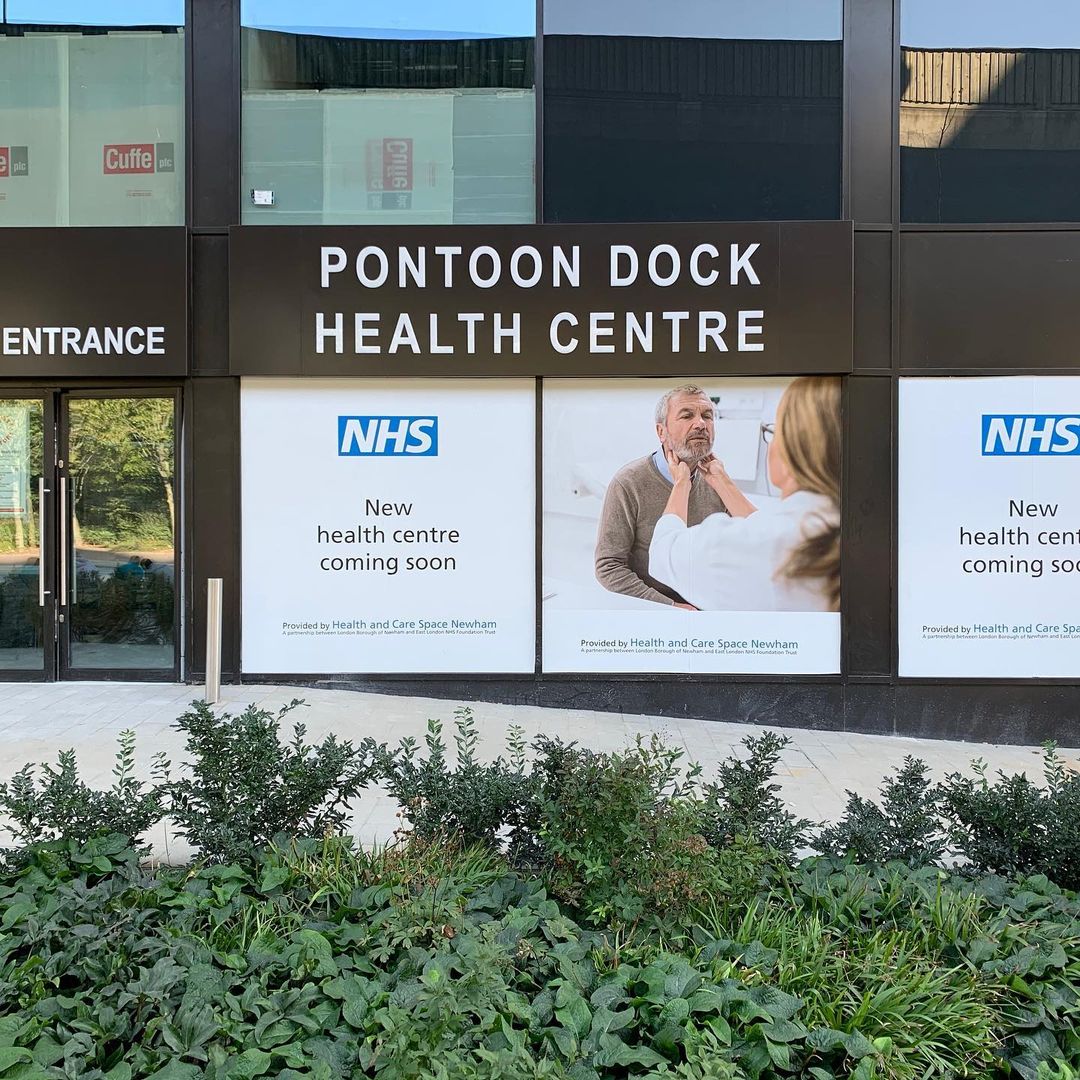 Cuffe plc
Cuffe
PONTOON DOCK
HEALTH CENTRE
ENTRANCE
NHS
New
health centre
coming soon
Provided by Health and Care Space Newham
A partnership between London Borough of Newham and East London NHS Foundation Trust
Provided by Health and Care Space Newham
A partnership between London Borough of Newham and East London NHS Foundation Trust
NHS
New
health cent
coming soo
Provided by Health and Care Spa
A partnership between London Borough of Newham and East Lo